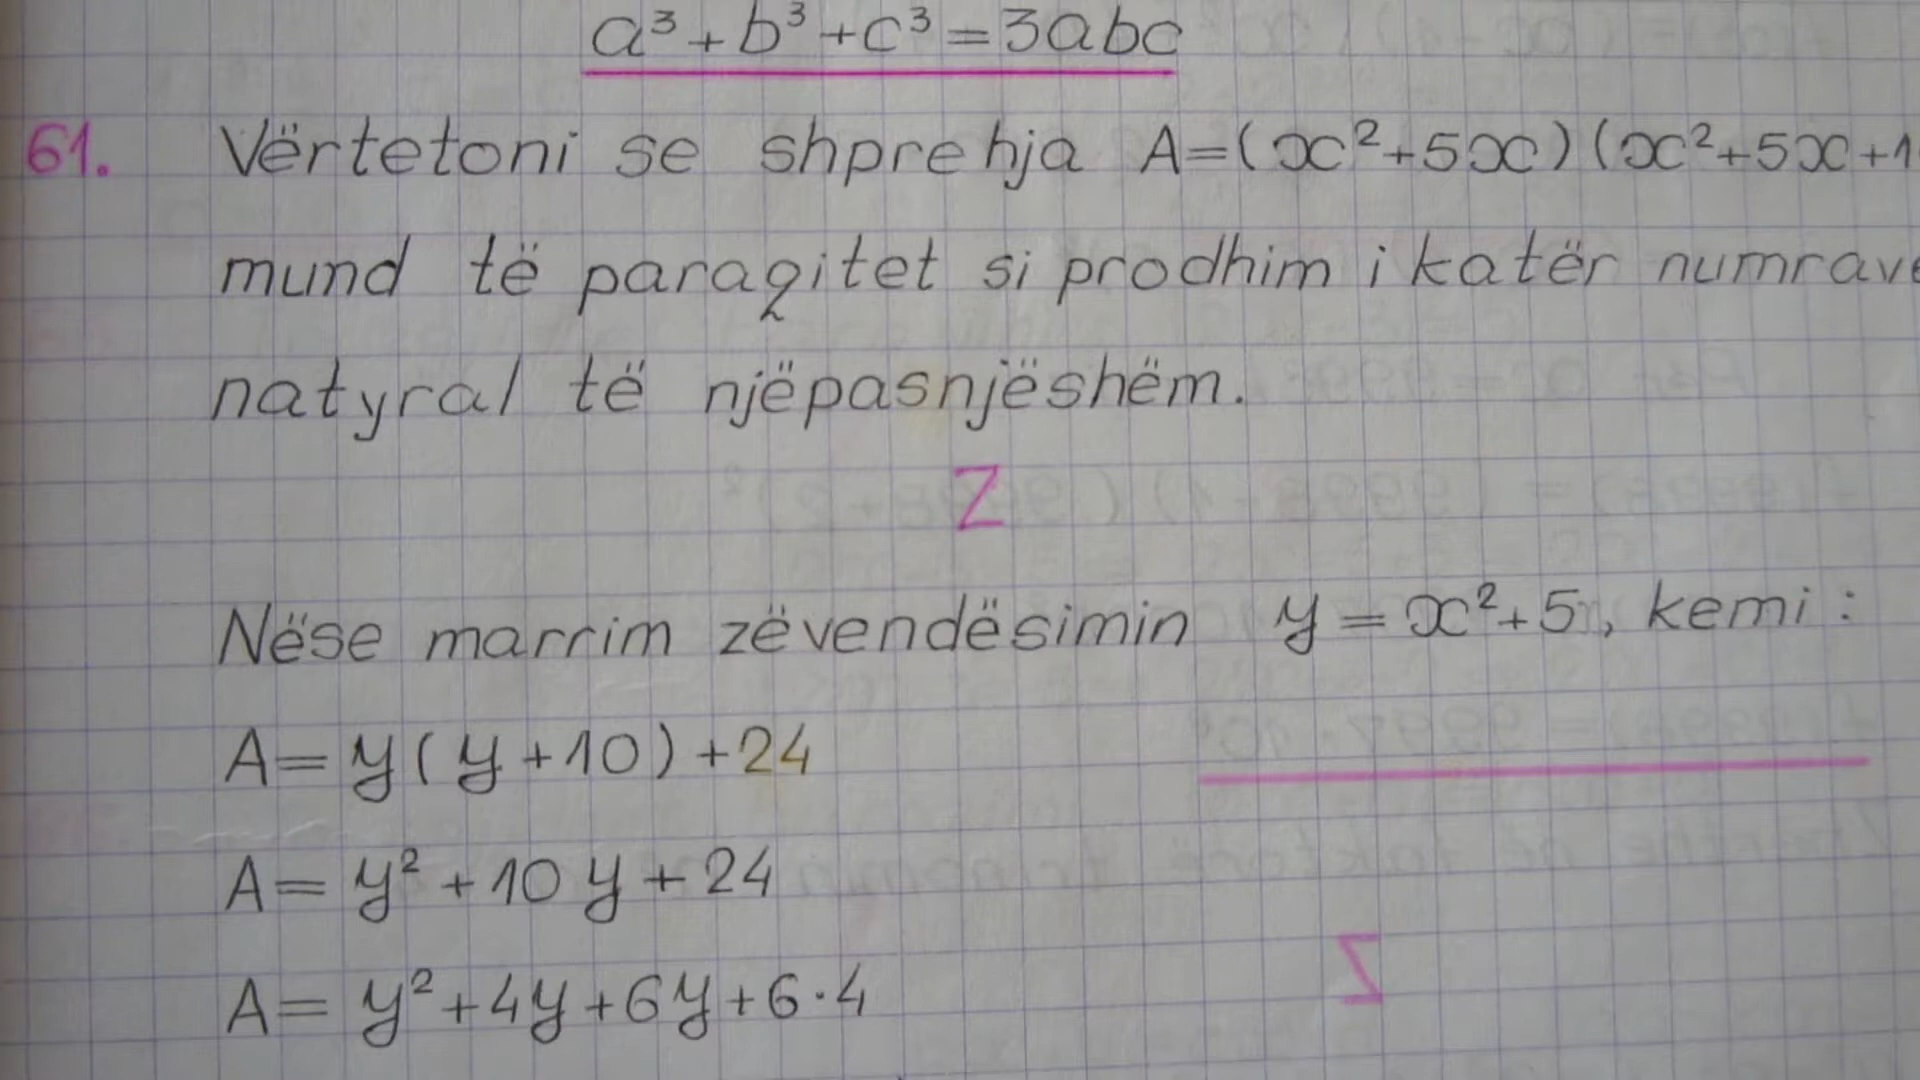 a³+b³+c³=3abc
61. Vërtetoni se shprehja A=(x²+5x)(x²+5x+1
mund të paraqitet si prodhim i katër numrave
natyral të njëpasnjëshëm.
Z
Nëse marrim zëvendësimin y=x²+5, kemi:
A=y(y+10)+24
A=y²+10y+24
A=y²+4y+6y+6·4